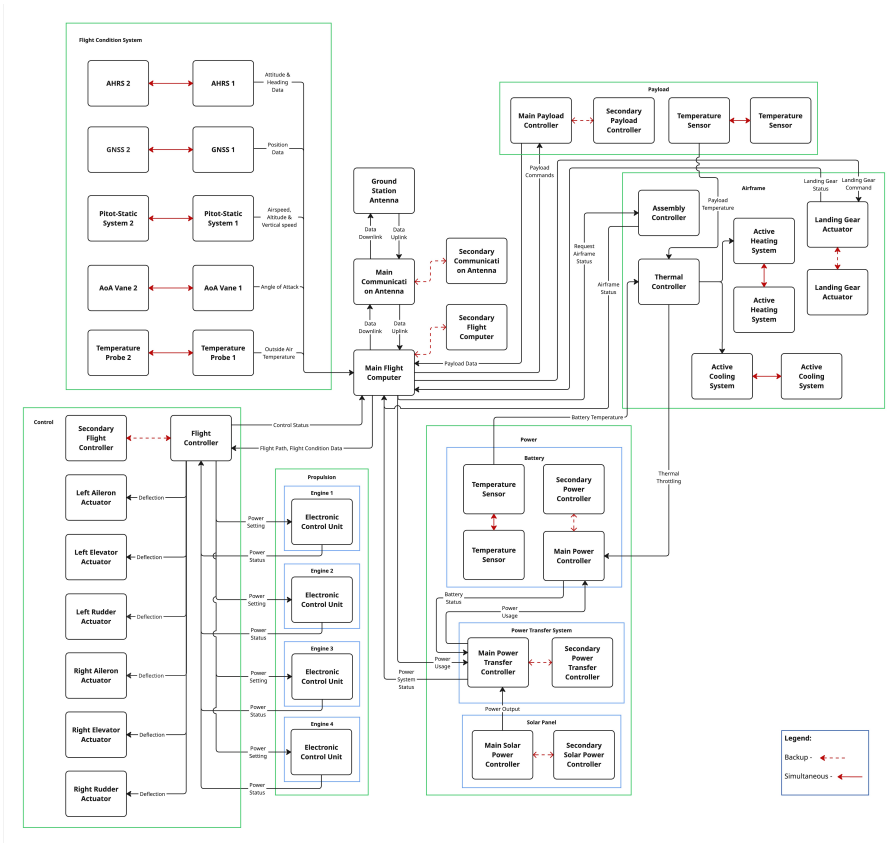 Flight Condition System
AHRS 2
AHRS 1
Attitude &
Heading
Data
GNSS 2
GNSS 1
Position
Data
Pitot-Static
System 2
Pitot-Static
System 1
Airspeed,
Altitude &
Vertical speed
AoA Vane 2
AoA Vane 1
Angle of Attack
Temperature
Probe 2
Temperature
Probe 1
Outside Air
Temperature
Ground
Station
Antenna
Data
Downlink
Data
Uplink
Main
Communicati
on Antenna
Secondary
Communicati
on Antenna
Data
Downlink
Data
Uplink
Secondary
Flight
Computer
Main Flight
Computer
Payload
Main Payload
Controller
Secondary
Payload
Controller
Temperature
Sensor
Temperature
Sensor
Payload
Commands
Payload Data
Payload
Temperature
Landing Gear
Status
Landing Gear
Command
Airframe
Assembly
Controller
Request
Airframe
Status
Airframe
Status
Thermal
Controller
Active
Heating
System
Active
Heating
System
Landing Gear
Actuator
Landing Gear
Actuator
Active
Cooling
System
Active
Cooling
System
Battery Temperature
Thermal
Throttling
Control
Secondary
Flight
Controller
Flight
Controller
Control Status
Flight Path, Flight Condition Data
Left Aileron
Actuator
Deflection
Left Elevator
Actuator
Deflection
Left Rudder
Actuator
Deflection
Right Aileron
Actuator
Deflection
Right Elevator
Actuator
Deflection
Right Rudder
Actuator
Deflection
Propulsion
Engine 1
Electronic
Control Unit
Power
Setting
Power
Status
Engine 2
Electronic
Control Unit
Power
Setting
Power
Status
Engine 3
Electronic
Control Unit
Power
Setting
Power
Status
Engine 4
Electronic
Control Unit
Power
Setting
Power
Status
Power
Battery
Temperature
Sensor
Secondary
Power
Controller
Temperature
Sensor
Main Power
Controller
Battery
Status
Power
Usage
Power Transfer System
Main Power
Transfer
Controller
Secondary
Power
Transfer
Controller
Power
Usage
Power
System
Status
Power Output
Solar Panel
Main Solar
Power
Controller
Secondary
Solar Power
Controller
Legend:
Backup -
Simultaneous -